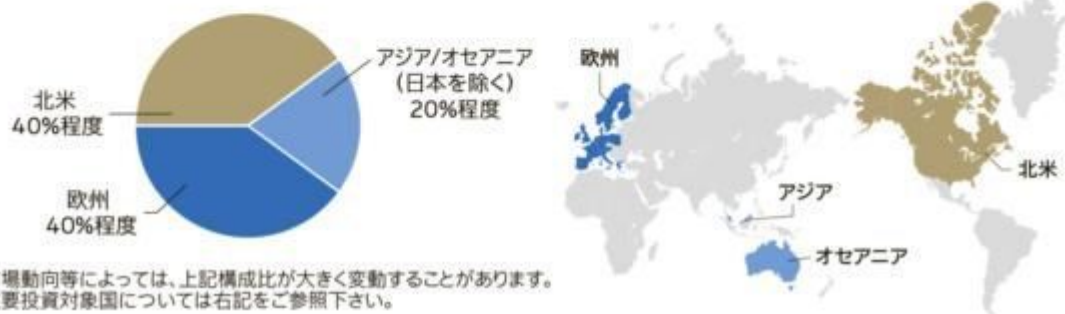 アジア/オセアニア
(日本を除く)
20%程度
北米
40%程度
欧州
40%程度
欧州
アジア
北米
オセアニア
場動向等によっては、上記構成比が大きく変動することがあります。
要投資対象国については右記をご参照下さい。